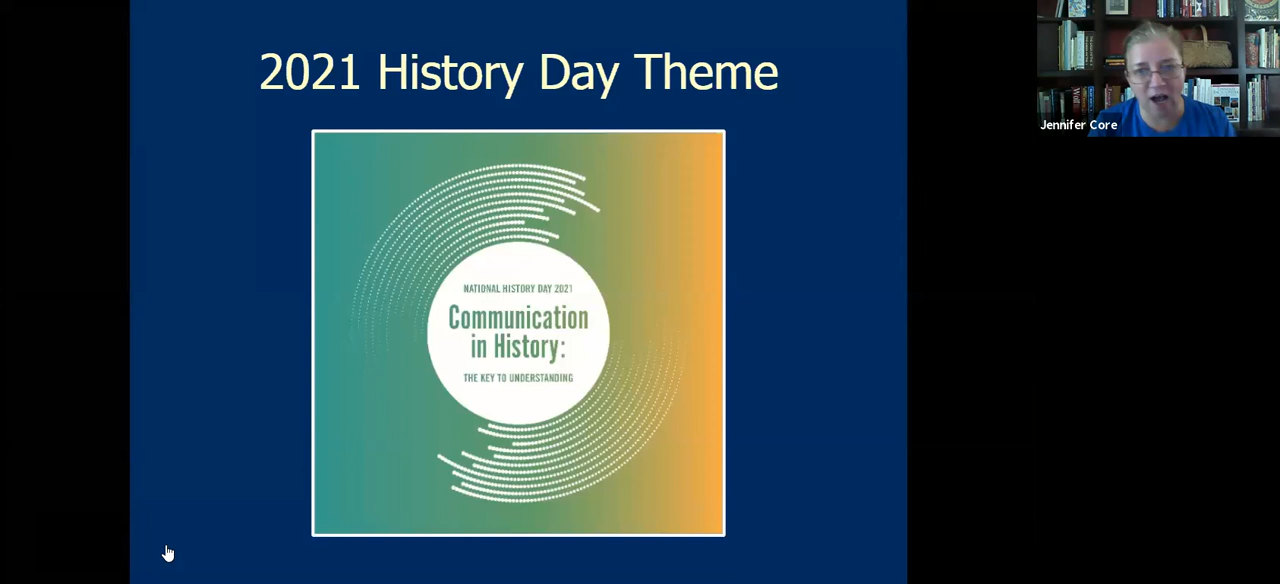 2021 History Day Theme
NATIONAL HISTORY DAY 2021
Communication
in History:
THE KEY TO UNDERSTANDING
Jennifer Core